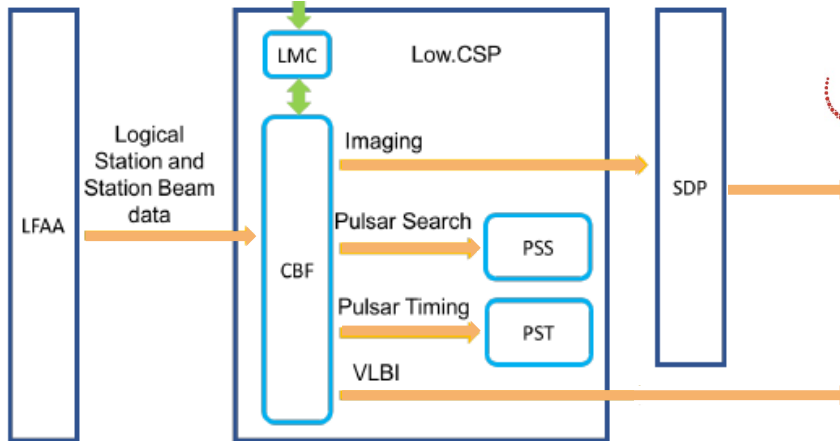 LMC
Low.CSP
Logical
Station and
Station Beam
data
LFAA
CBF
Imaging
SDP
Pulsar Search
PSS
Pulsar Timing
PST
VLBI